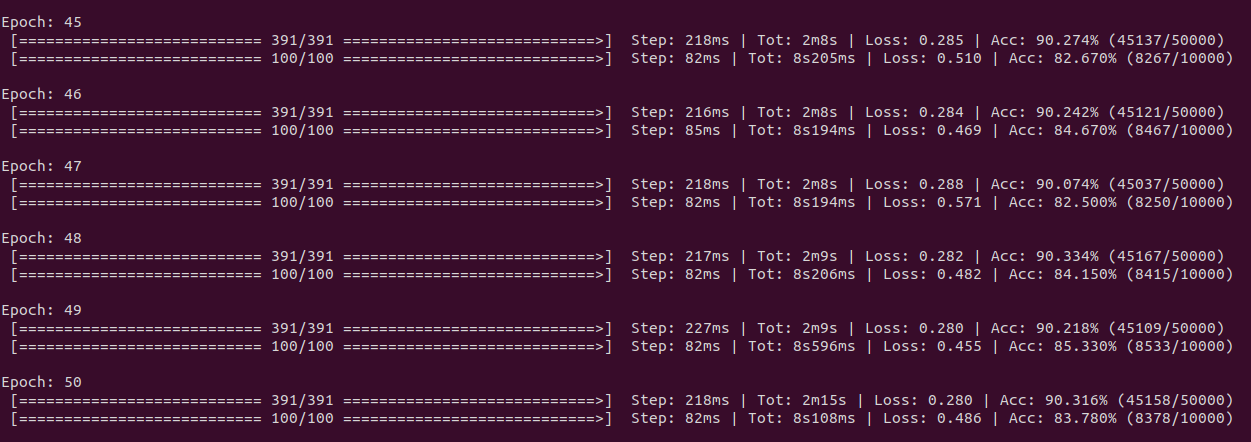 Epoch: 45
[=========================== 391/391 ============================>]  Step: 218ms | Tot: 2m8s | Loss: 0.285 | Acc: 90.274% (45137/50000)
[=========================== 100/100 ============================>]  Step: 82ms | Tot: 8s205ms | Loss: 0.510 | Acc: 82.670% (8267/10000)
Epoch: 46
[=========================== 391/391 ============================>]  Step: 216ms | Tot: 2m8s | Loss: 0.284 | Acc: 90.242% (45121/50000)
[=========================== 100/100 ============================>]  Step: 85ms | Tot: 8s194ms | Loss: 0.469 | Acc: 84.670% (8467/10000)
Epoch: 47
[=========================== 391/391 ============================>]  Step: 218ms | Tot: 2m8s | Loss: 0.288 | Acc: 90.074% (45037/50000)
[=========================== 100/100 ============================>]  Step: 82ms | Tot: 8s194ms | Loss: 0.571 | Acc: 82.500% (8250/10000)
Epoch: 48
[=========================== 391/391 ============================>]  Step: 217ms | Tot: 2m9s | Loss: 0.282 | Acc: 90.334% (45167/50000)
[=========================== 100/100 ============================>]  Step: 82ms | Tot: 8s206ms | Loss: 0.482 | Acc: 84.150% (8415/10000)
Epoch: 49
[=========================== 391/391 ============================>]  Step: 227ms | Tot: 2m9s | Loss: 0.280 | Acc: 90.218% (45109/50000)
[=========================== 100/100 ============================>]  Step: 82ms | Tot: 8s596ms | Loss: 0.455 | Acc: 85.330% (8533/10000)
Epoch: 50
[=========================== 391/391 ============================>]  Step: 218ms | Tot: 2m15s | Loss: 0.280 | Acc: 90.316% (45158/50000)
[=========================== 100/100 ============================>]  Step: 82ms | Tot: 8s108ms | Loss: 0.486 | Acc: 83.780% (8378/10000)